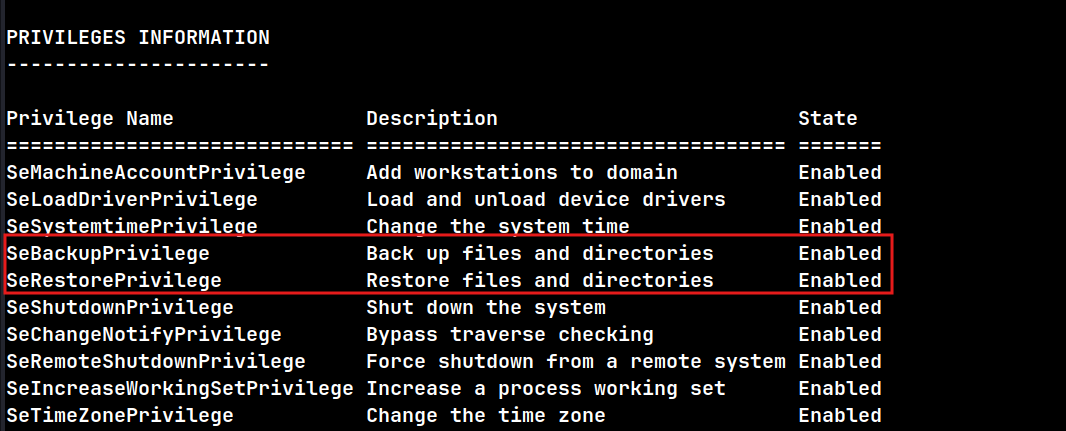 PRIVILEGES INFORMATION
----------------------
Privilege Name                Description                         State
============================= =================================== =======
SeMachineAccountPrivilege     Add workstations to domain          Enabled
SeLoadDriverPrivilege         Load and unload device drivers      Enabled
SeSystemtimePrivilege         Change the system time              Enabled
SeBackupPrivilege             Back up files and directories       Enabled
SeRestorePrivilege            Restore files and directories       Enabled
SeShutdownPrivilege           Shut down the system                Enabled
SeChangeNotifyPrivilege       Bypass traverse checking            Enabled
SeRemoteShutdownPrivilege     Force shutdown from a remote system Enabled
SeIncreaseWorkingSetPrivilege Increase a process working set      Enabled
SeTimeZonePrivilege           Change the time zone                Enabled